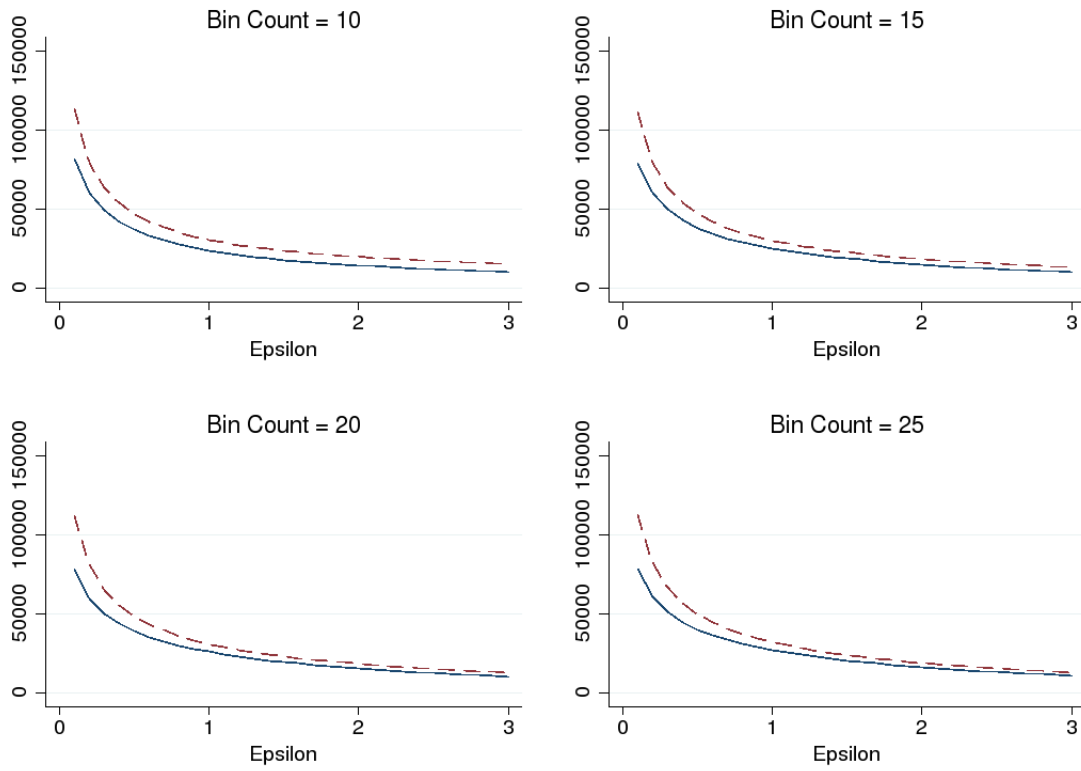 Bin Count = 10
150000
100000
50000
0
0 1 2 3
Epsilon
Bin Count = 15
150000
100000
50000
0
0 1 2 3
Epsilon
Bin Count = 20
150000
100000
50000
0
0 1 2 3
Epsilon
Bin Count = 25
150000
100000
50000
0
0 1 2 3
Epsilon